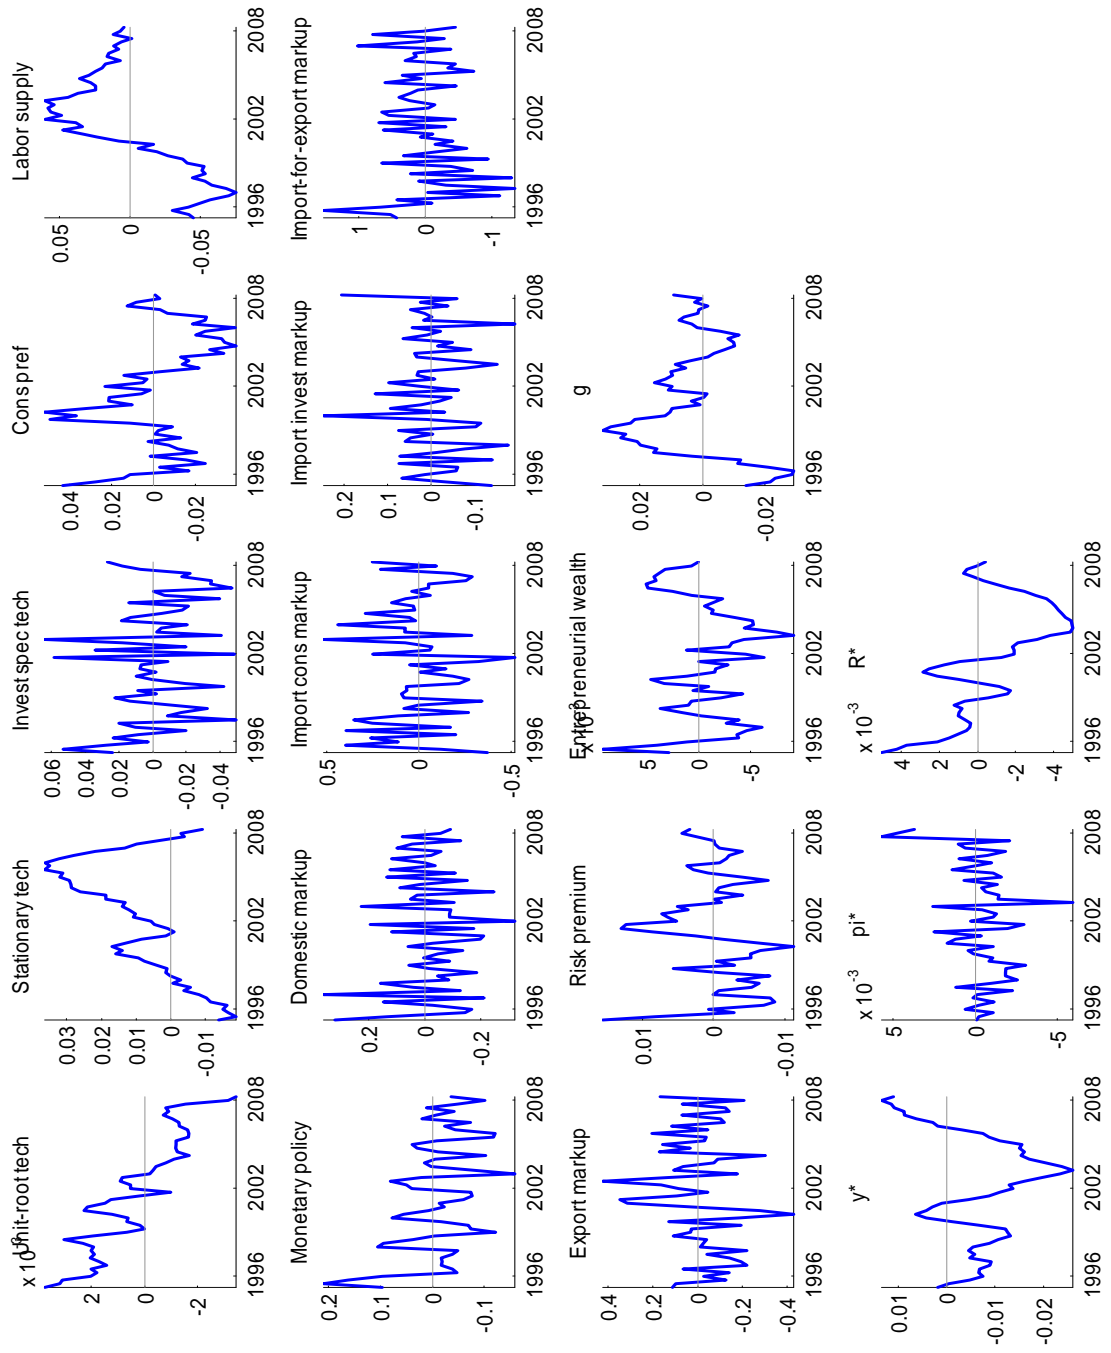 Unit-root tech
x 10⁻³
2
0
-2
1996 2002 2008
Stationary tech
0.03
0.02
0.01
0
-0.01
1996 2002 2008
Invest spec tech
0.06
0.04
0.02
0
-0.02
-0.04
1996 2002 2008
Cons pref
0.04
0.02
0
-0.02
1996 2002 2008
Labor supply
0.05
0
-0.05
1996 2002 2008
Monetary policy
0.2
0.1
0
-0.1
1996 2002 2008
Domestic markup
0.2
0
-0.2
1996 2002 2008
Import cons markup
0.5
0
-0.5
1996 2002 2008
Import invest markup
0.2
0.1
0
-0.1
1996 2002 2008
Import-for-export markup
1
0
-1
1996 2002 2008
Export markup
0.4
0.2
0
-0.2
-0.4
1996 2002 2008
Risk premium
0.01
0
-0.01
1996 2002 2008
Entrepreneurial wealth
x 10⁻³
5
0
-5
1996 2002 2008
g
0.02
0
-0.02
1996 2002 2008
y*
0.01
0
-0.01
-0.02
1996 2002 2008
x 10⁻³ pi*
5
0
-5
1996 2002 2008
x 10⁻³ R*
4
2
0
-2
-4
1996 2002 2008